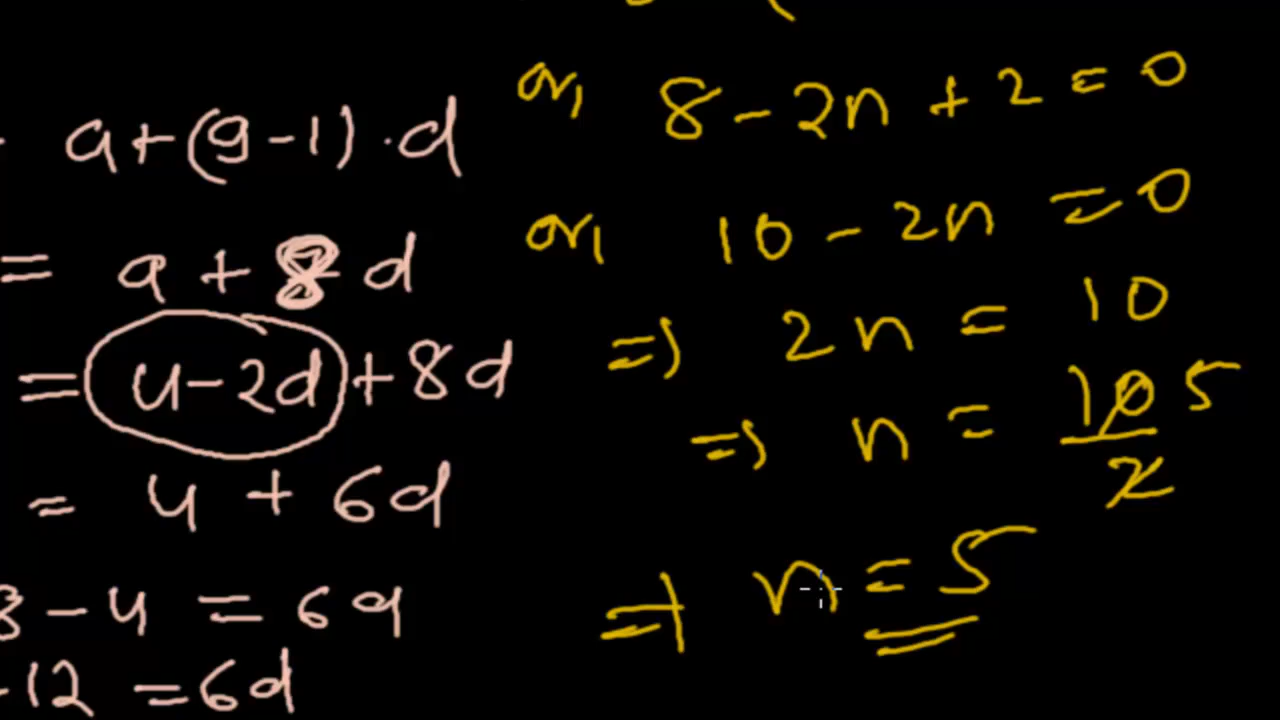 a+(9-1).d
= a + 8 d
= 4-2d +8d
= 4 + 6d
8 - 4 = 6d
-12 = 6d
or, 8 - 2n + 2 = 0
or, 10 - 2n = 0
⇒ 2n = 10
⇒ n = 10/2 5
⇒ n = 5